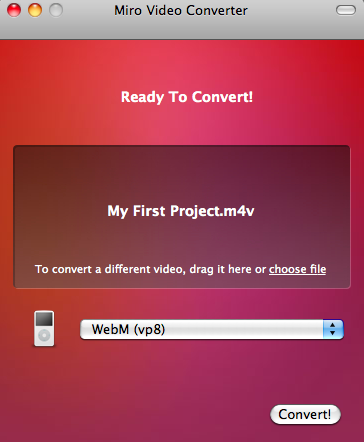 Miro Video Converter
Ready To Convert!
My First Project.m4v
To convert a different video, drag it here or choose file
WebM (vp8)
Convert!